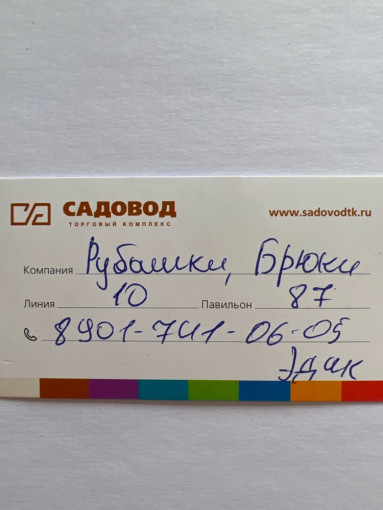 САДОВОД
ТОРГОВЫЙ КОМПЛЕКС
www.sadovodtk.ru
Компания Рубашки, Брюки
Линия 10 Павильон 87
8901-741-06-05
Эдик